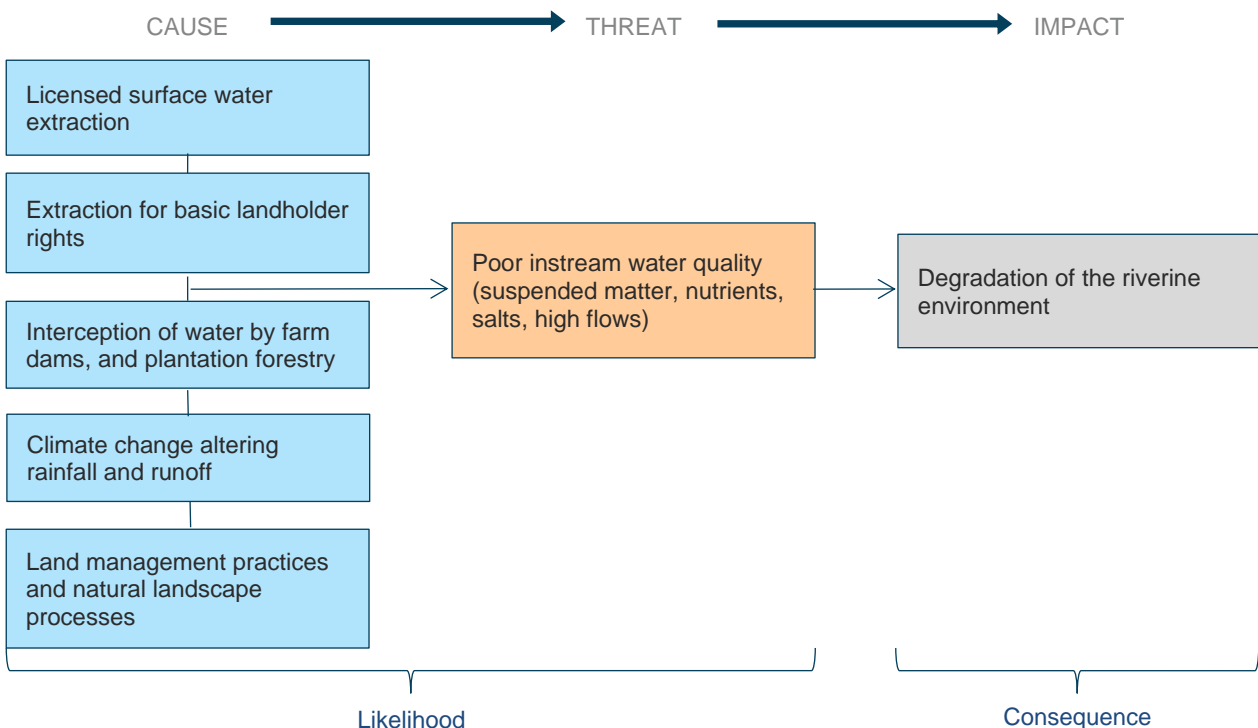 CAUSE
THREAT
IMPACT
Licensed surface water
extraction
Extraction for basic landholder
rights
Interception of water by farm
dams, and plantation forestry
Climate change altering
rainfall and runoff
Land management practices
and natural landscape
processes
Poor instream water quality
(suspended matter, nutrients,
salts, high flows)
Degradation of the riverine
environment
Likelihood
Consequence